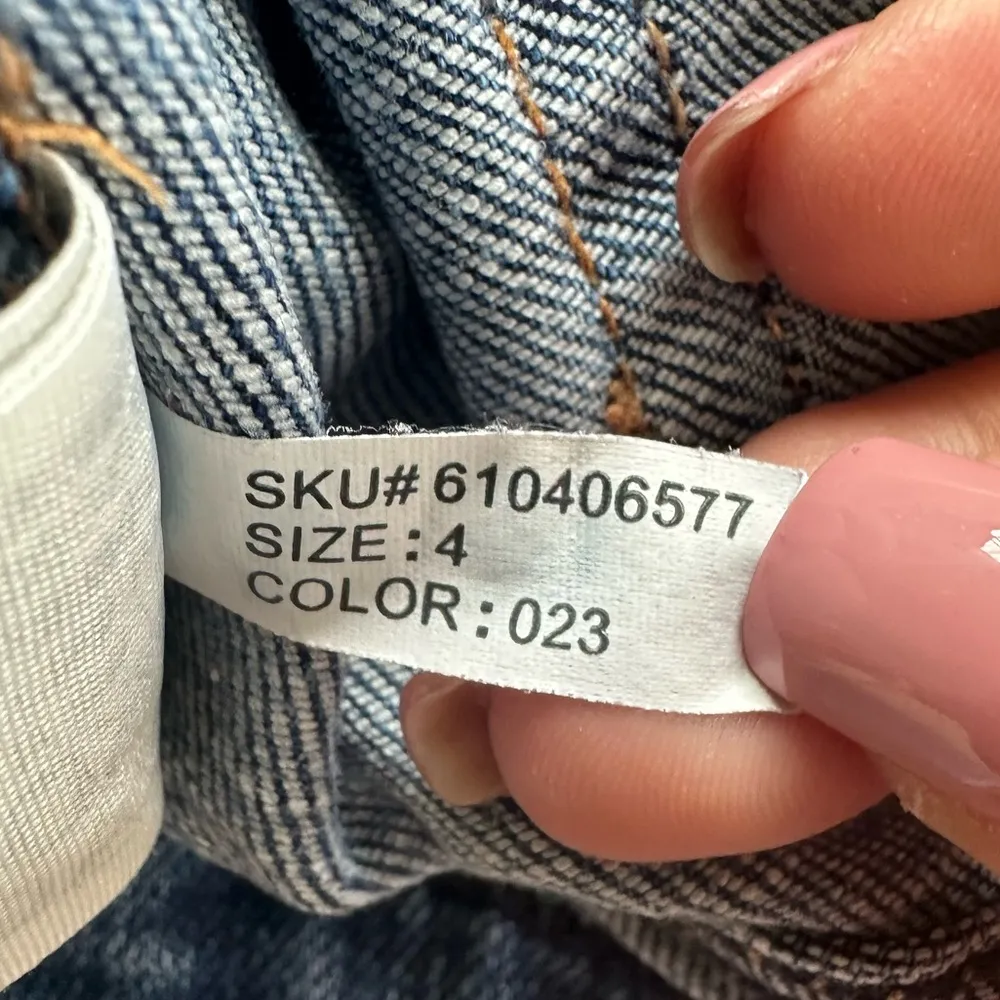 SKU# 610406577
SIZE : 4
COLOR : 023